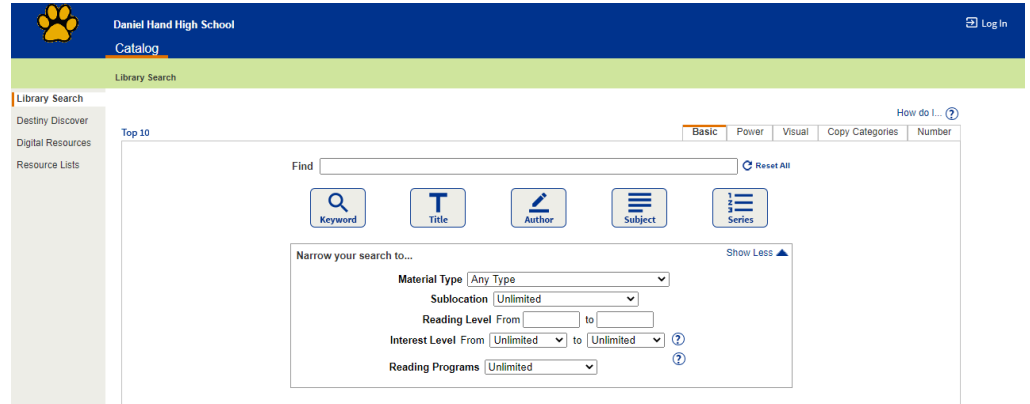 Daniel Hand High School
Log In
Catalog
Library Search
Library Search
Destiny Discover
Digital Resources
Resource Lists
How do I... ?
Top 10
Basic Power Visual Copy Categories Number
Find Reset All
Keyword Title Author Subject Series
Narrow your search to... Show Less
Material Type Any Type
Sublocation Unlimited
Reading Level From to
Interest Level From Unlimited to Unlimited ?
?
Reading Programs Unlimited